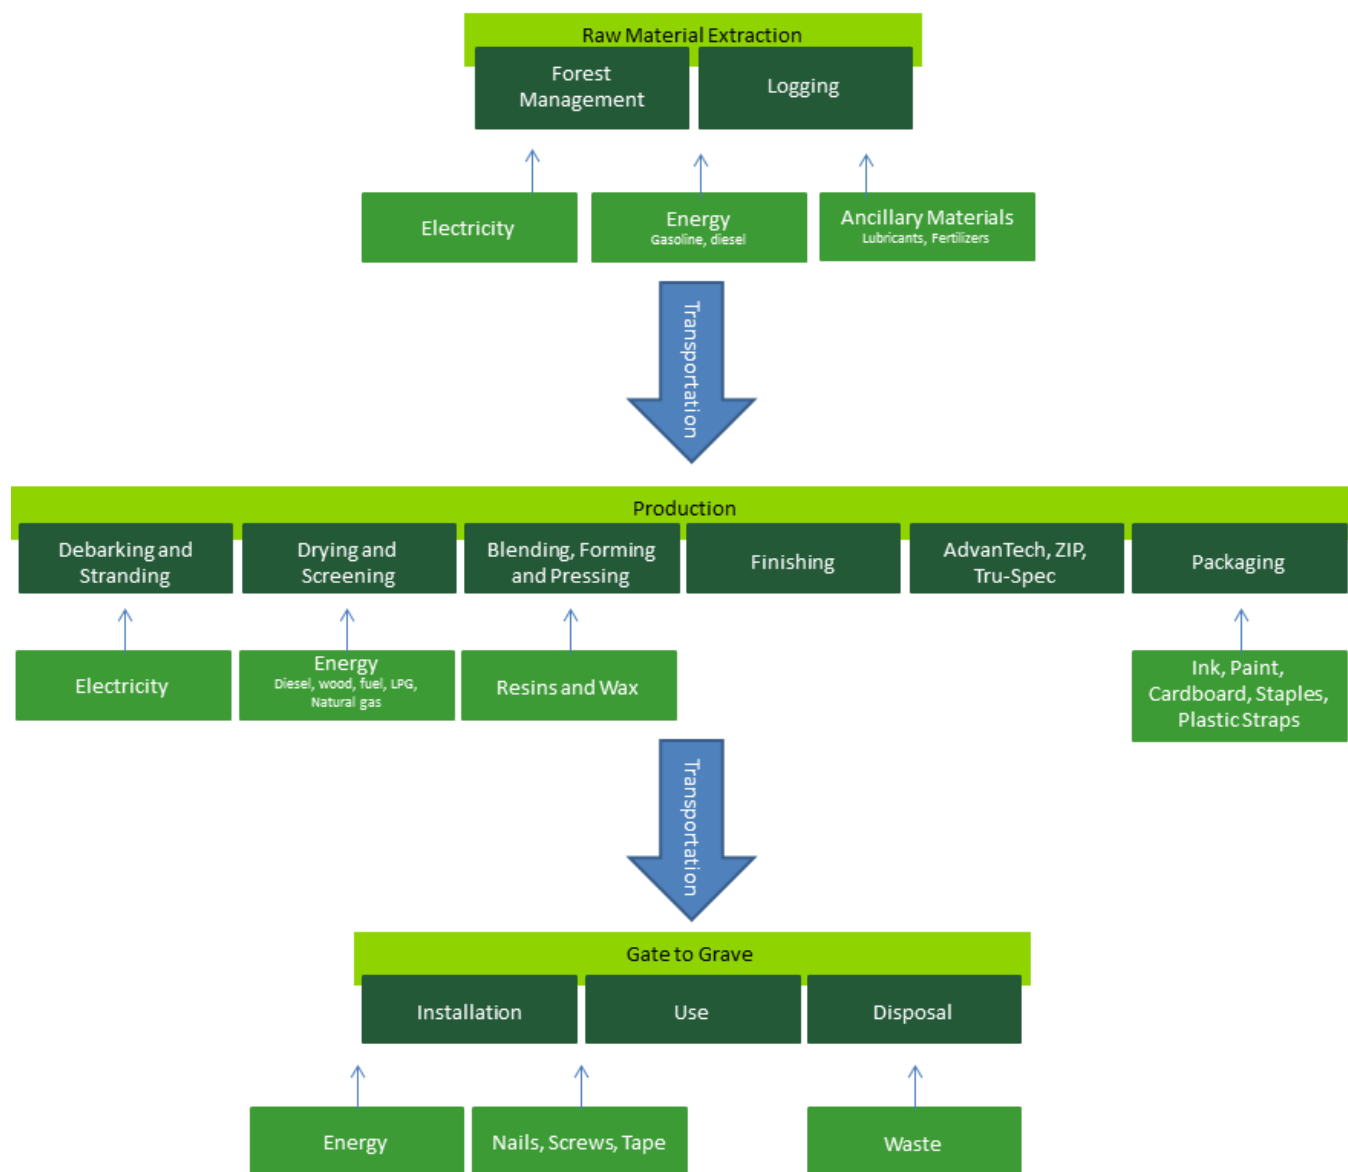 Raw Material Extraction
Forest
Management
Logging
Electricity
Energy
Gasoline, diesel
Ancillary Materials
Lubricants, Fertilizers
Transportation
Production
Debarking and
Stranding
Drying and
Screening
Blending, Forming
and Pressing
Finishing
AdvanTech, ZIP,
Tru-Spec
Packaging
Electricity
Energy
Diesel, wood, fuel, LPG,
Natural gas
Resins and Wax
Ink, Paint,
Cardboard, Staples,
Plastic Straps
Transportation
Gate to Grave
Installation
Use
Disposal
Energy
Nails, Screws, Tape
Waste